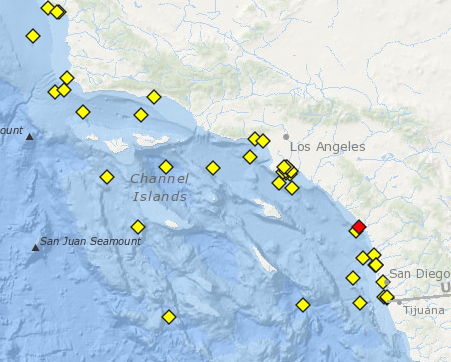 Los Angeles
ount
Channel
Islands
San Juan Seamount
San Diego
U
Tijuana